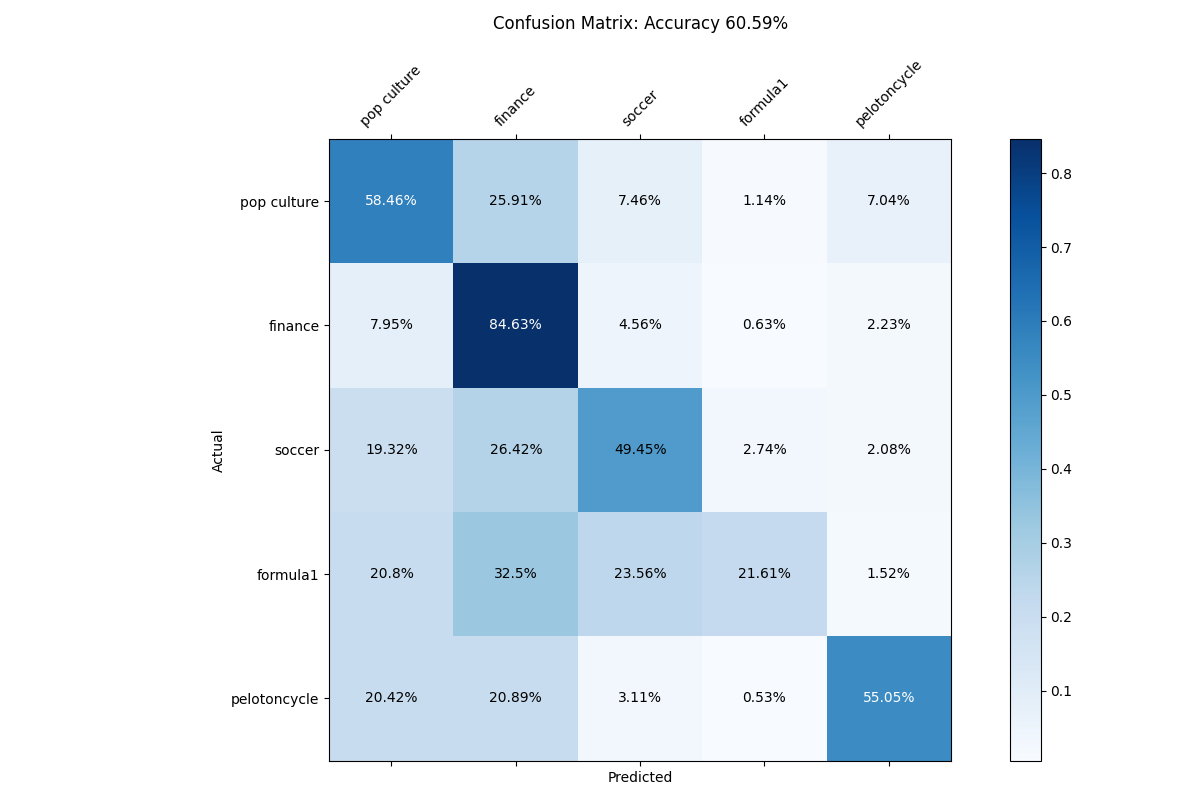 Confusion Matrix: Accuracy 60.59%
pop culture finance soccer formula1 pelotoncycle
pop culture 58.46% 25.91% 7.46% 1.14% 7.04%
finance 7.95% 84.63% 4.56% 0.63% 2.23%
soccer 19.32% 26.42% 49.45% 2.74% 2.08%
formula1 20.8% 32.5% 23.56% 21.61% 1.52%
pelotoncycle 20.42% 20.89% 3.11% 0.53% 55.05%
Actual
Predicted
0.8
0.7
0.6
0.5
0.4
0.3
0.2
0.1